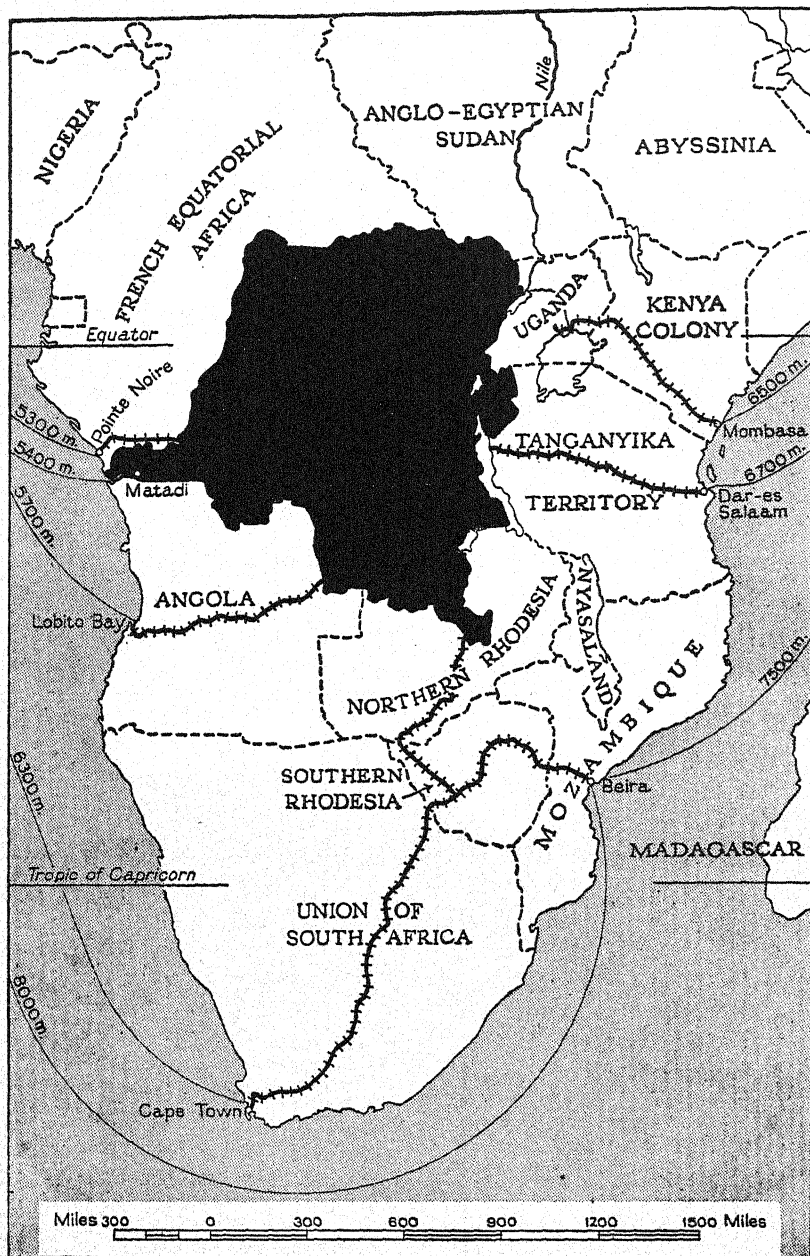 Nile
ANGLO-EGYPTIAN
SUDAN
NIGERIA
ABYSSINIA
FRENCH EQUATORIAL
AFRICA
UGANDA
KENYA
COLONY
Equator
6500 m.
Pointe Noire
5300 m.
5400 m.
Mombasa
TANGANYIKA
6700 m.
Matadi
TERRITORY
Dar-es
Salaam
5700 m.
ANGOLA
Lobito Bay
NORTHERN RHODESIA
NYASALAND
MOZAMBIQUE
7500 m.
6300 m.
SOUTHERN
RHODESIA
Beira
MADAGASCAR
Tropic of Capricorn
UNION OF
SOUTH AFRICA
8000 m.
Cape Town
Miles 300 0 300 600 900 1200 1500 Miles